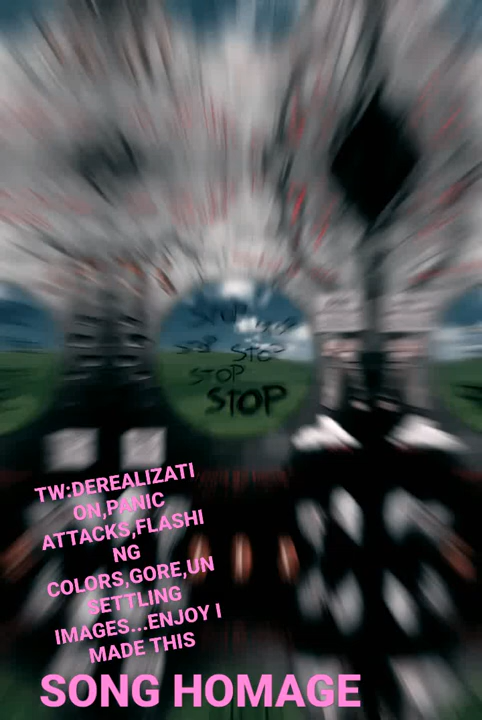 STOP
STOP
STOP
STOP
TW:DEREALIZATI
ON,PANIC
ATTACKS,FLASHI
NG
COLORS,GORE,UN
SETTLING
IMAGES...ENJOY I
MADE THIS
SONG HOMAGE